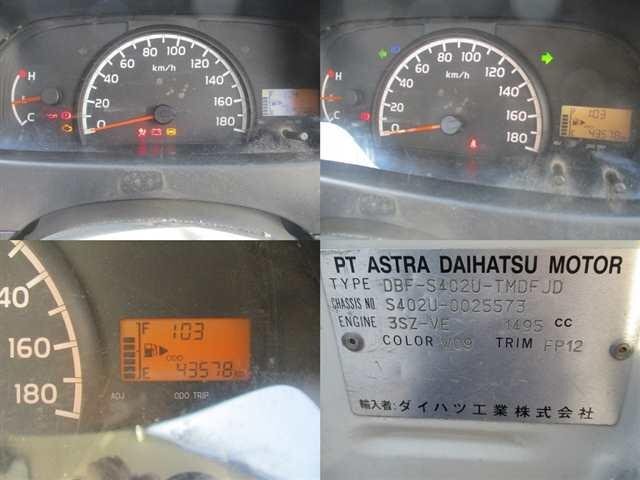 H
C
0
20
40
60
80
100
120
140
160
180
km/h
H
C
0
20
40
60
80
100
120
140
160
180
km/h
103
43578
140
160
180
F
103
ODO
E
43578 km
ADJ
ODO TRIP
PT ASTRA DAIHATSU MOTOR
TYPE DBF-S402U-TMDFJD
CHASSIS NO. S402U-0025573
ENGINE 3SZ-VE 1495 CC
COLOR W09 TRIM FP12
輸入者: ダイハツ工業株式会社